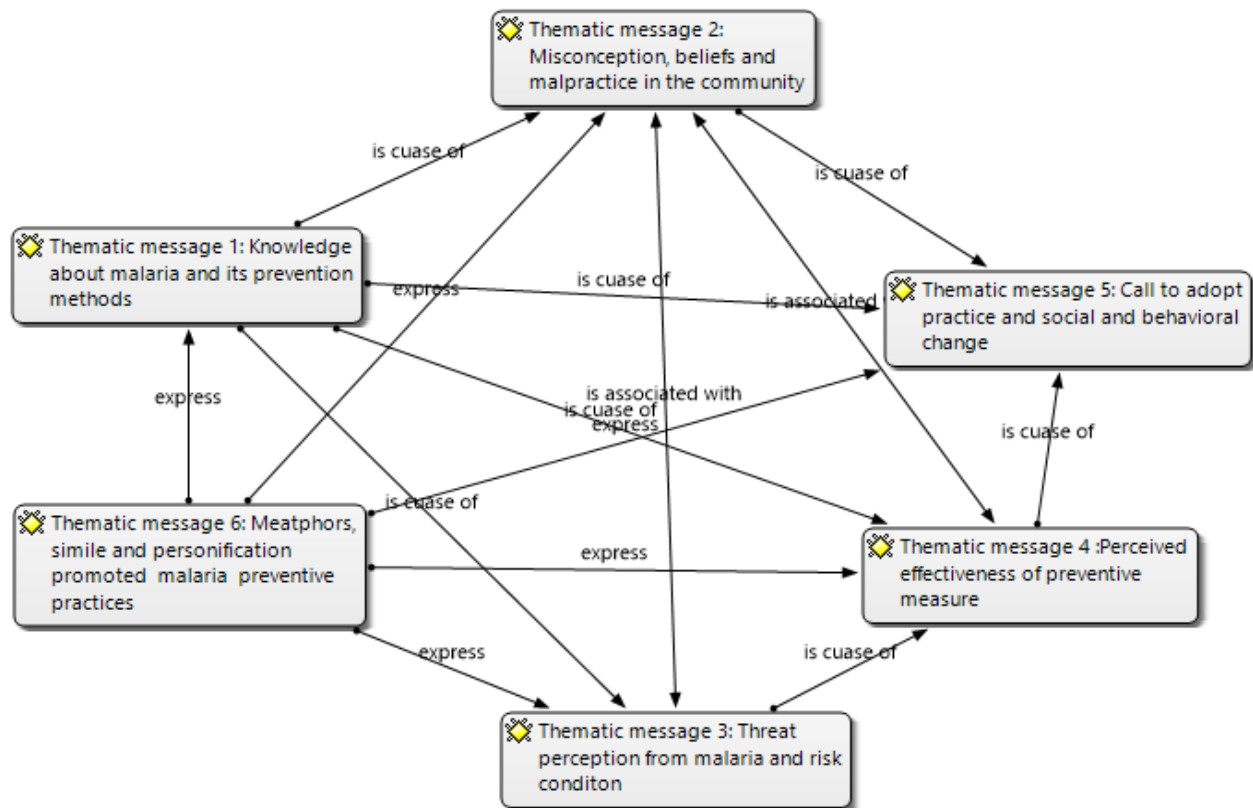 Thematic message 2:
Misconception, beliefs and
malpractice in the community
is cuase of
is cuase of
Thematic message 1: Knowledge
about malaria and its prevention
methods
express
is cuase of
is associated
Thematic message 5: Call to adopt
practice and social and behavioral
change
express
is associated with
is cuase of
express
is cuase of
is cuase of
Thematic message 6: Meatphors,
simile and personification
promoted malaria preventive
practices
express
Thematic message 4 :Perceived
effectiveness of preventive
measure
express
is cuase of
Thematic message 3: Threat
perception from malaria and risk
conditon